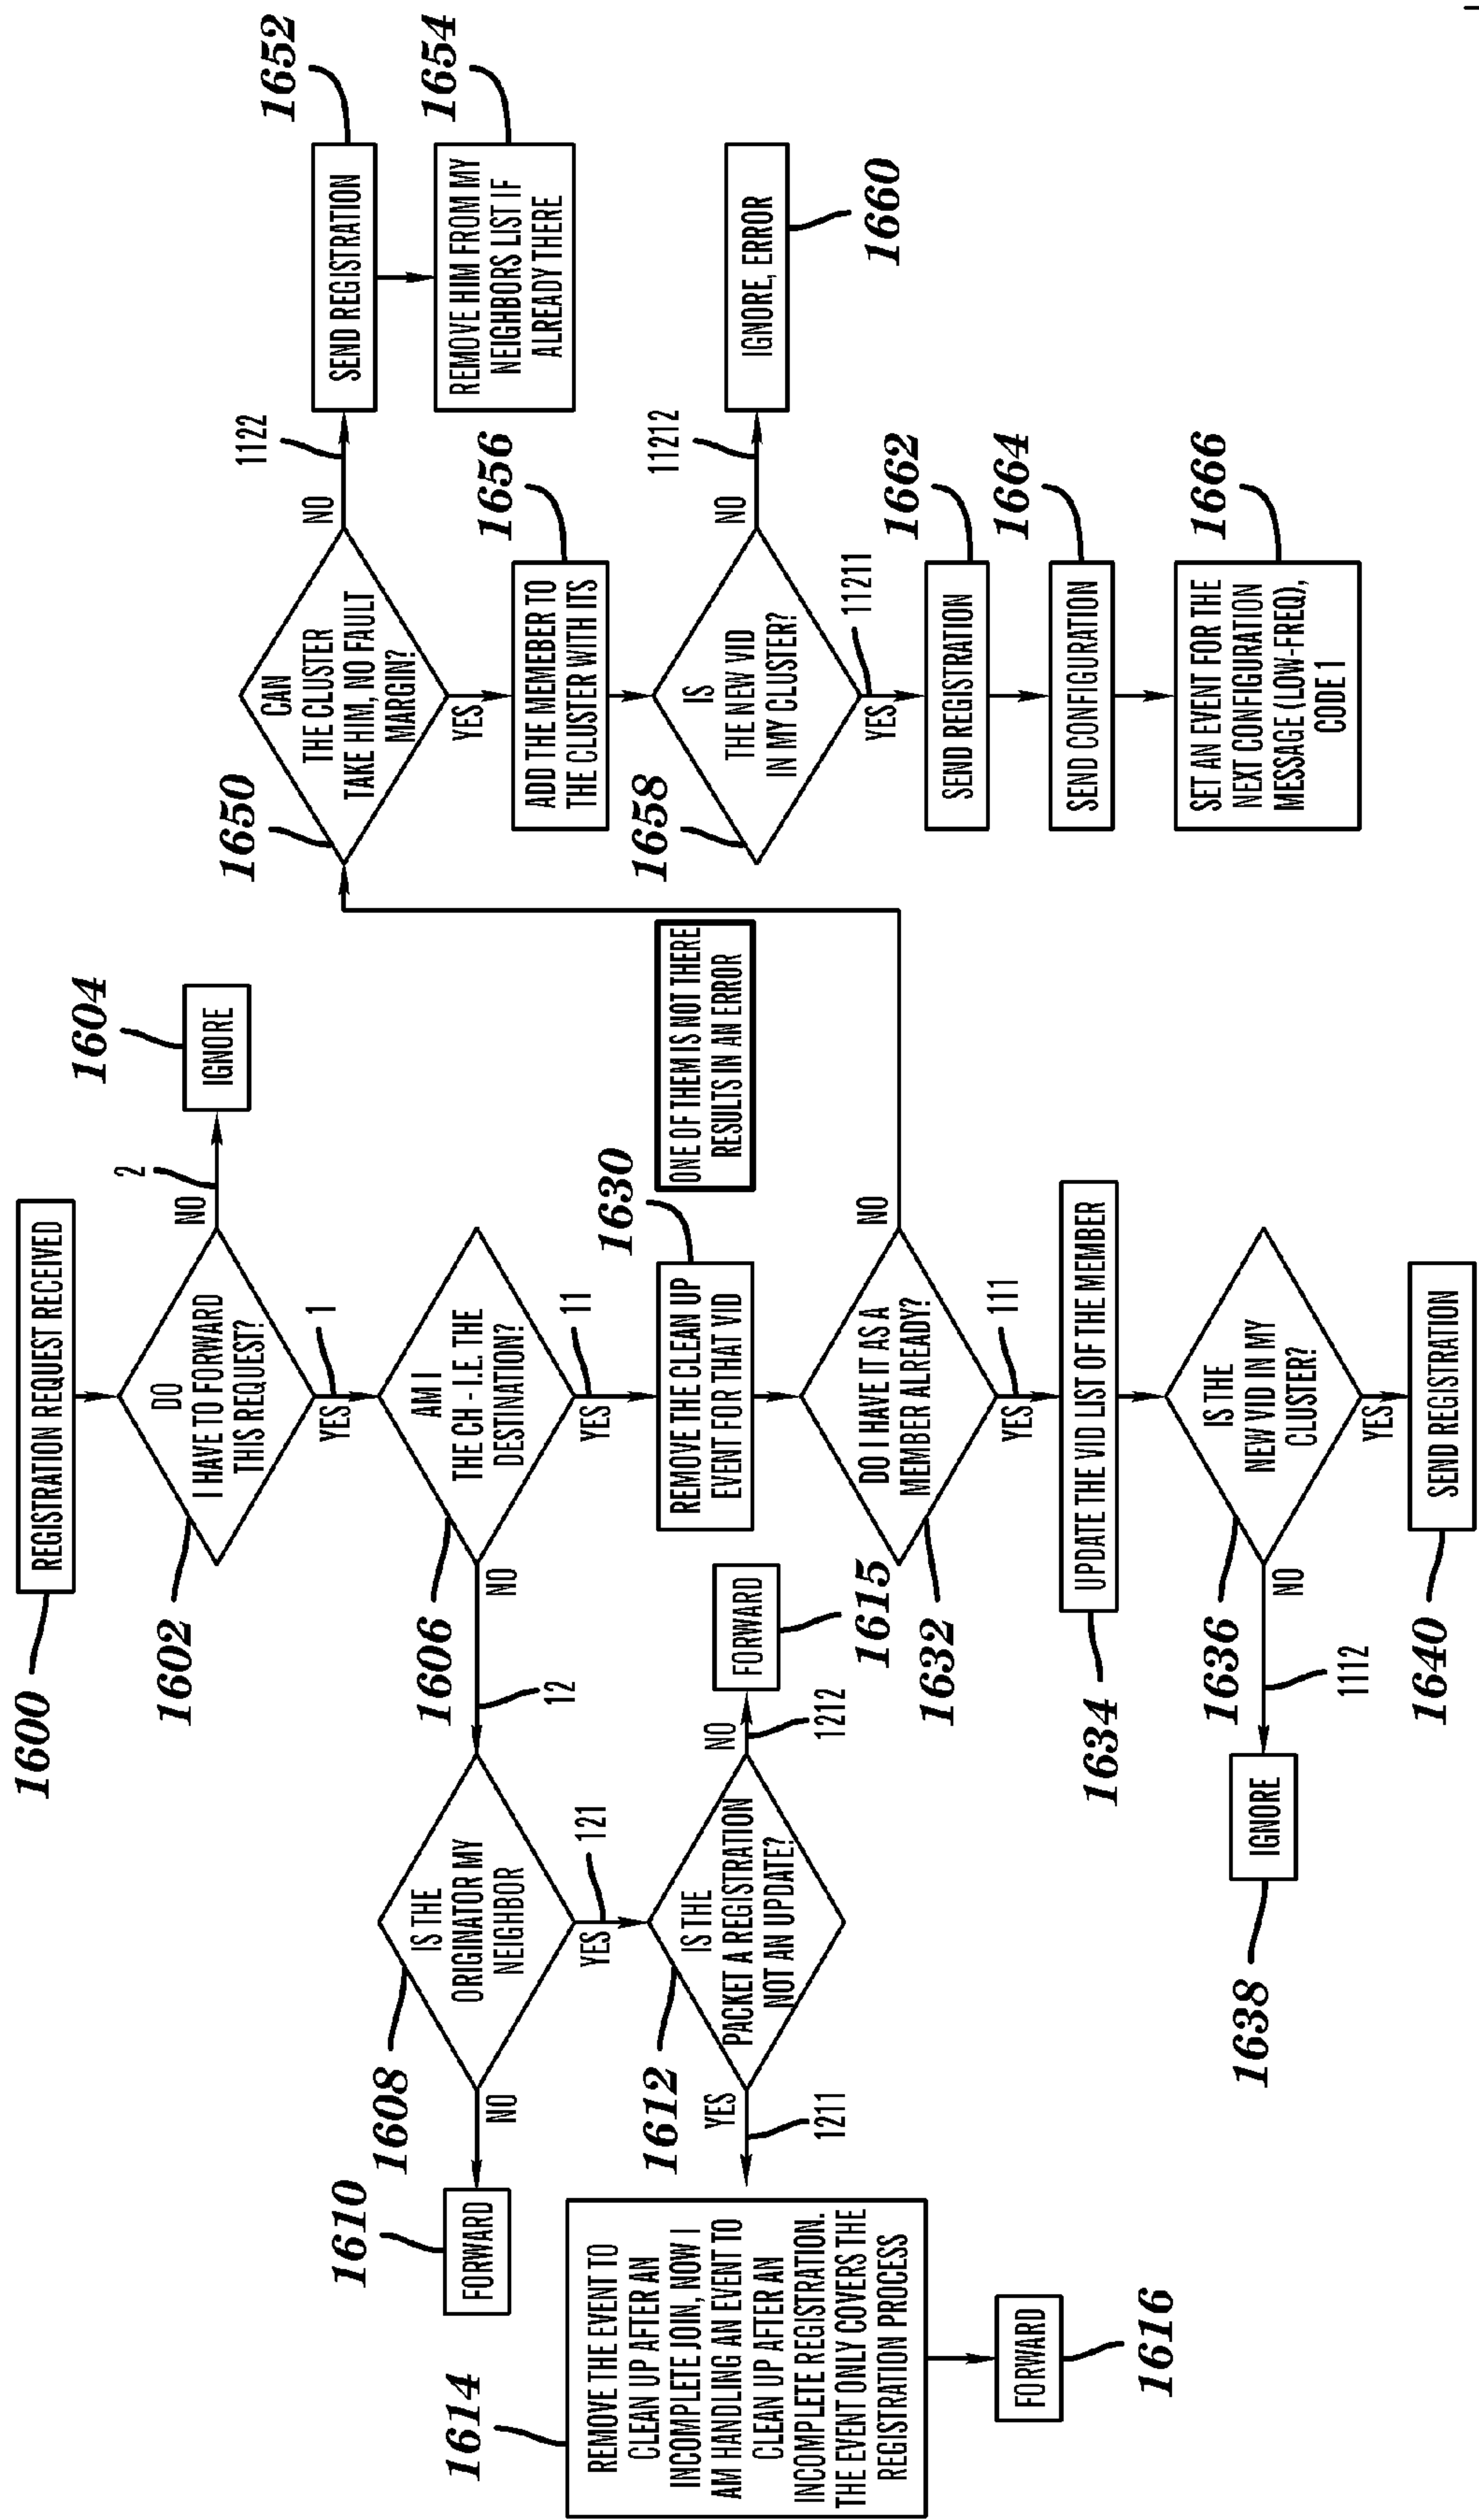 1600
REGISTRATION REQUEST RECEIVED
1602
DO
I HAVE TO FORWARD
THIS REQUEST?
NO
2
1604
IGNORE
YES
1
1606
AM I
THE CH - I.E. THE
DESTINATION?
NO
12
1608
IS THE
ORIGINATOR MY
NEIGHBOR
NO
1610
FORWARD
YES
121
1612
IS THE
PACKET A REGISTRATION
NOT AN UPDATE?
NO
1212
FORWARD
1615
YES
1211
1614
REMOVE THE EVENT TO
CLEAN UP AFTER AN
INCOMPLETE JOIN, NOW I
AM HANDLING AN EVENT TO
CLEAN UP AFTER AN
INCOMPLETE REGISTRATION.
THE EVENT ONLY COVERS THE
REGISTRATION PROCESS
FORWARD
1616
YES
11
1630
REMOVE THE CLEAN UP
EVENT FOR THAT VID
ONE OF THEM IS NOT THERE
RESULTS IN AN ERROR
1632
DO I HAVE IT AS A
MEMBER ALREADY?
NO
YES
111
1634
UPDATE THE VID LIST OF THE MEMBER
1636
IS THE
NEW VID IN MY
CLUSTER?
NO
1112
1638
IGNORE
YES
1640
SEND REGISTRATION
1650
CAN
THE CLUSTER
TAKE HIM, NO FAULT
MARGIN?
NO
1122
1652
SEND REGISTRATION
1654
REMOVE HIM FROM MY
NEIGHBORS LIST IF
ALREADY THERE
YES
1656
ADD THE MEMEBER TO
THE CLUSTER WITH ITS
1658
IS
THE NEW VID
IN MY CLUSTER?
NO
11212
IGNORE, ERROR
1660
YES
11211
1662
SEND REGISTRATION
1664
SEND CONFIGURATION
1666
SET AN EVENT FOR THE
NEXT CONFIGURATION
MESSAGE (LOW-FREQ),
CODE 1